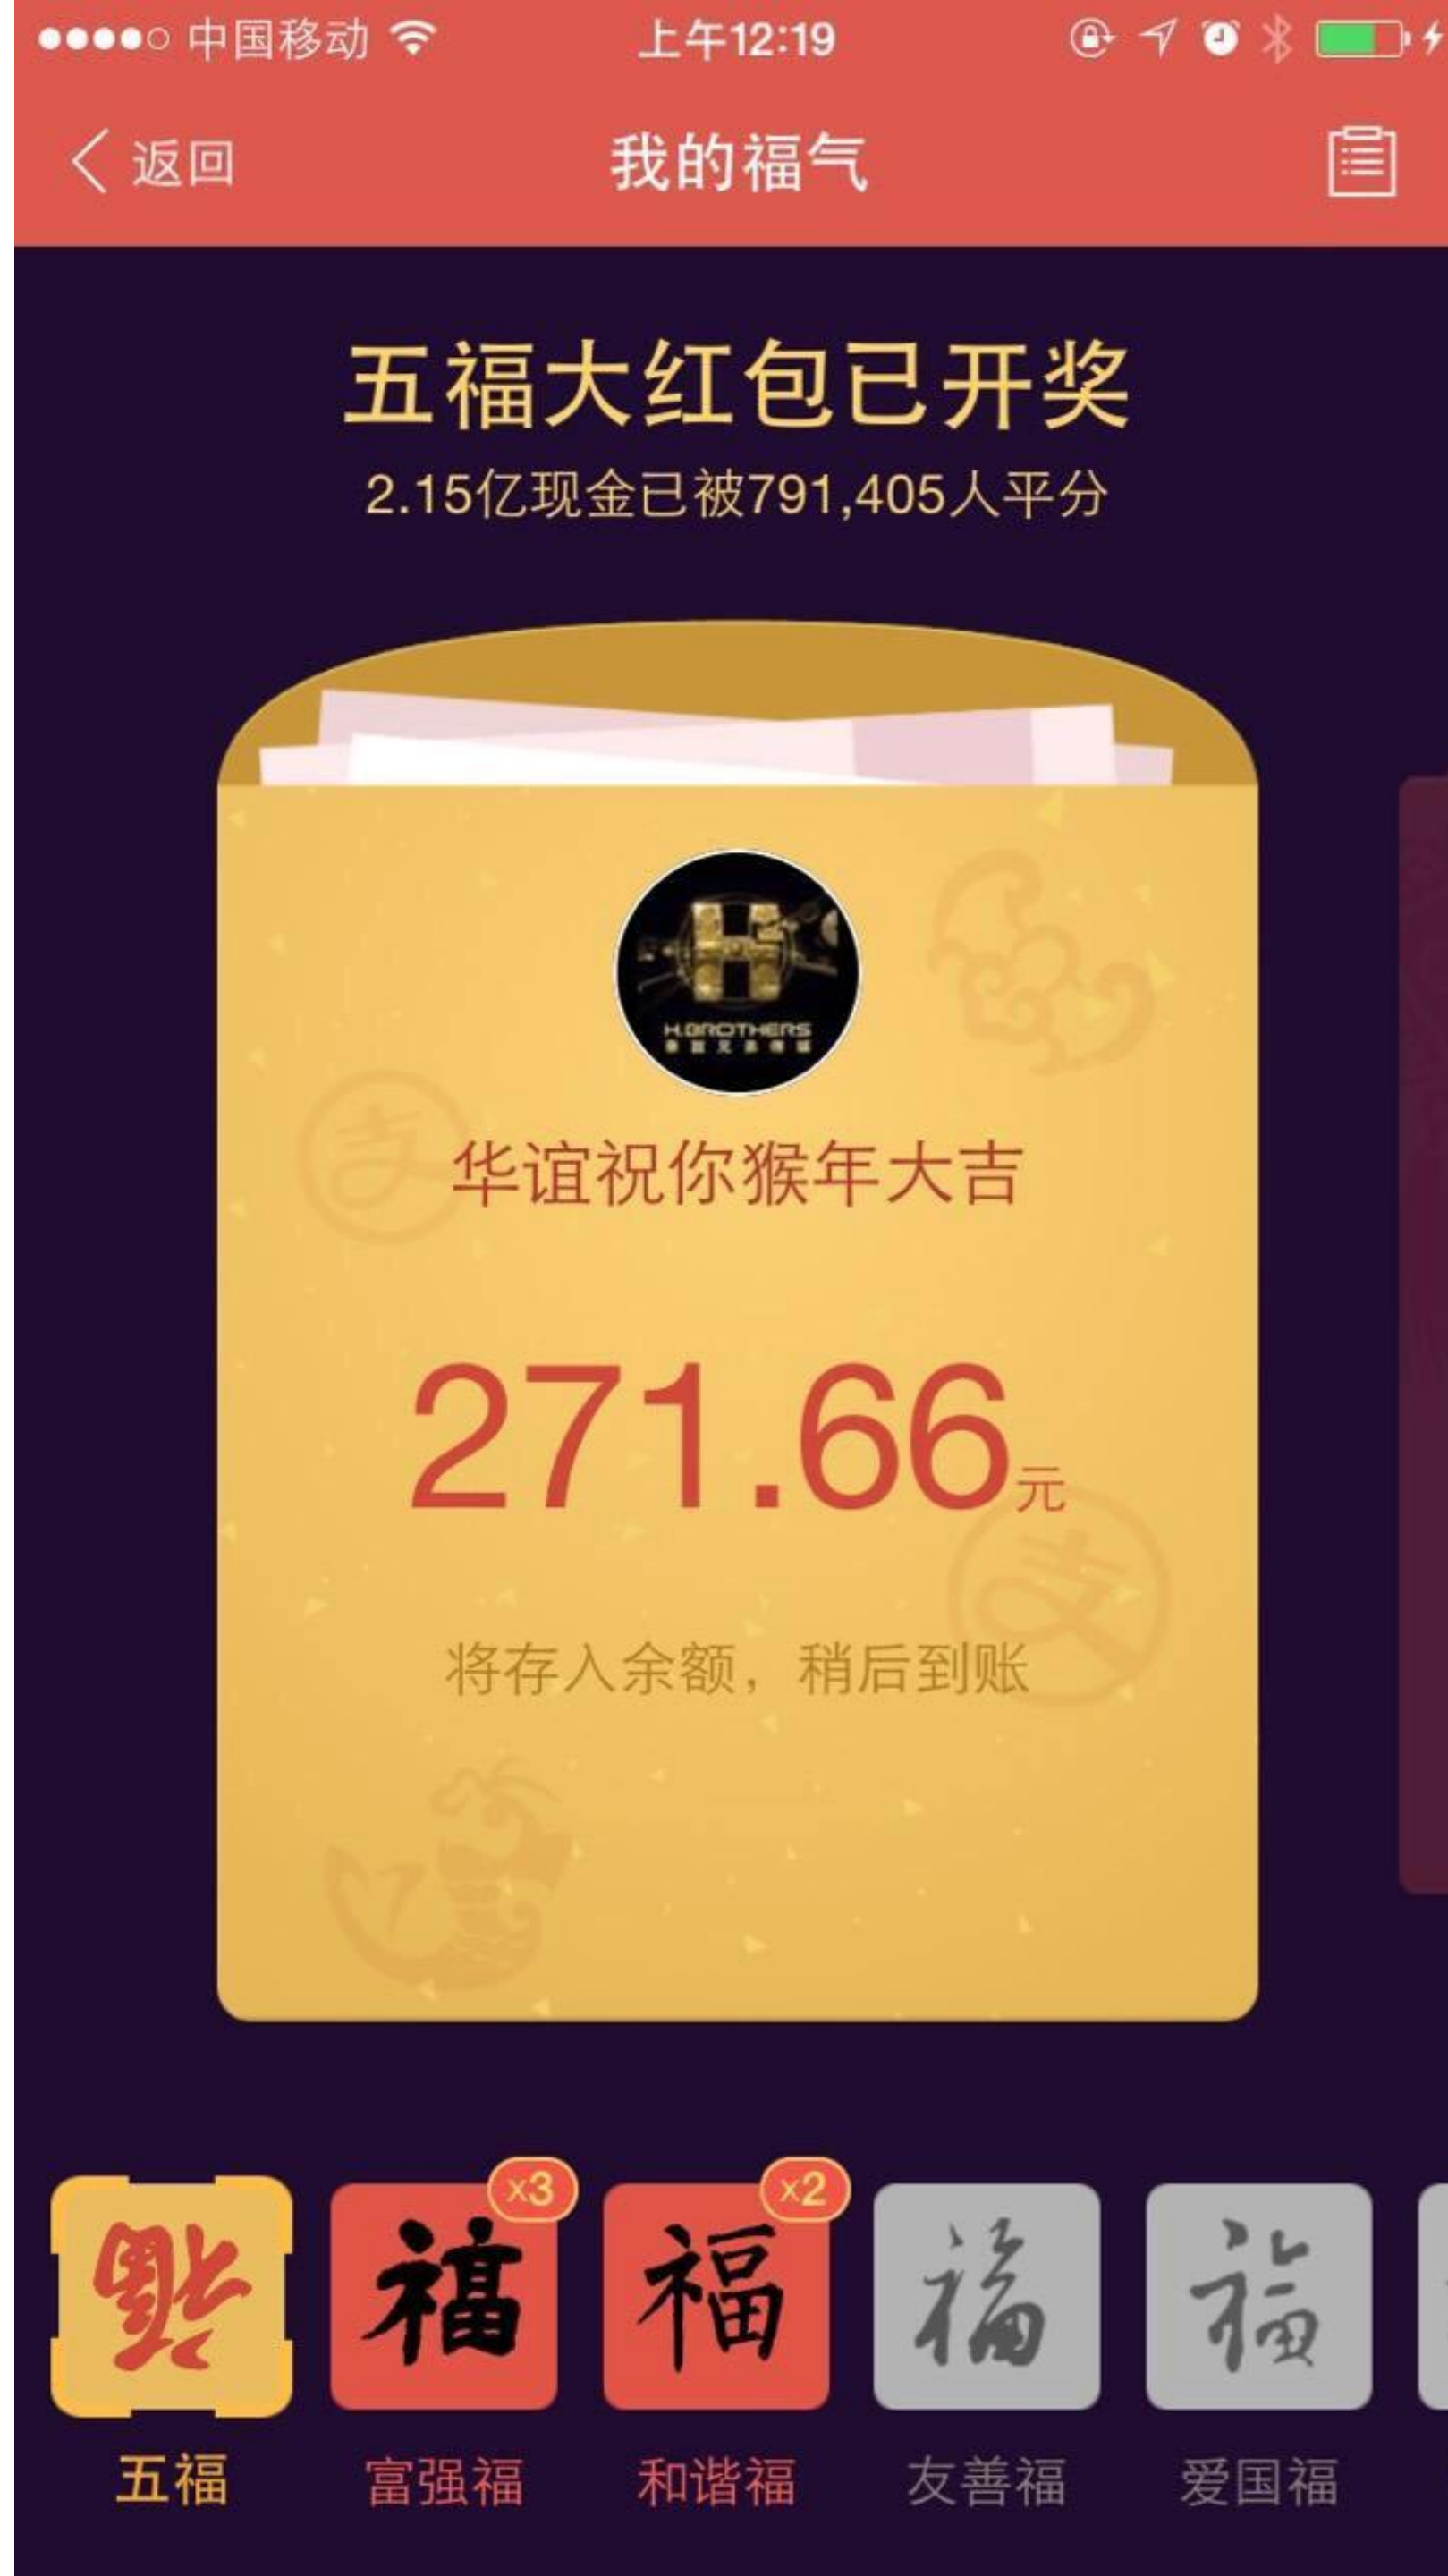 中国移动 上午12:19
返回 我的福气
五福大红包已开奖
2.15亿现金已被791,405人平分
H.BROTHERS
华谊祝你猴年大吉
支
271.66元
支
将存入余额，稍后到账
x3 x2
福 福 福 福 福
五福 富强福 和谐福 友善福 爱国福